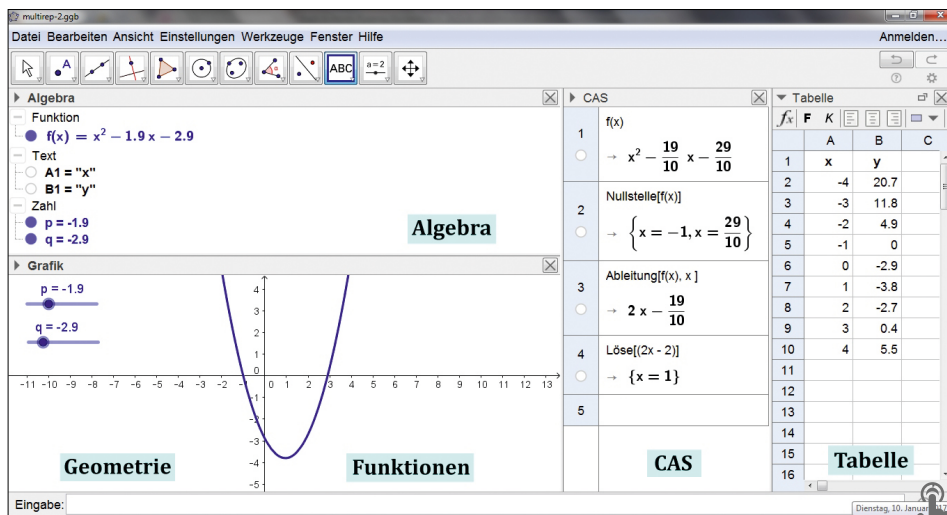 multirep-2.ggb
Datei Bearbeiten Ansicht Einstellungen Werkzeuge Fenster Hilfe Anmelden...
ABC a=2
Algebra
Funktion
f(x) = x² − 1.9 x − 2.9
Text
A1 = "x"
B1 = "y"
Zahl
p = -1.9
q = -2.9
Algebra
Grafik
p = -1.9
q = -2.9
4
3
2
1
0
-11 -10 -9 -8 -7 -6 -5 -4 -3 -2 -1 0 1 2 3 4 5 6 7 8 9 10 11 12 13
-1
-2
-3
-4
-5
Geometrie Funktionen
CAS
1 f(x)
→ x² − 19/10 x − 29/10
2 Nullstelle[f(x)]
→ {x = −1, x = 29/10}
3 Ableitung[f(x), x ]
→ 2 x − 19/10
4 Löse[(2x - 2)]
→ {x = 1}
5
CAS
Tabelle
fx F K
A B C
1 x y
2 -4 20.7
3 -3 11.8
4 -2 4.9
5 -1 0
6 0 -2.9
7 1 -3.8
8 2 -2.7
9 3 0.4
10 4 5.5
11
12
13
14
15
16
Tabelle
Eingabe:
Dienstag, 10. Januar